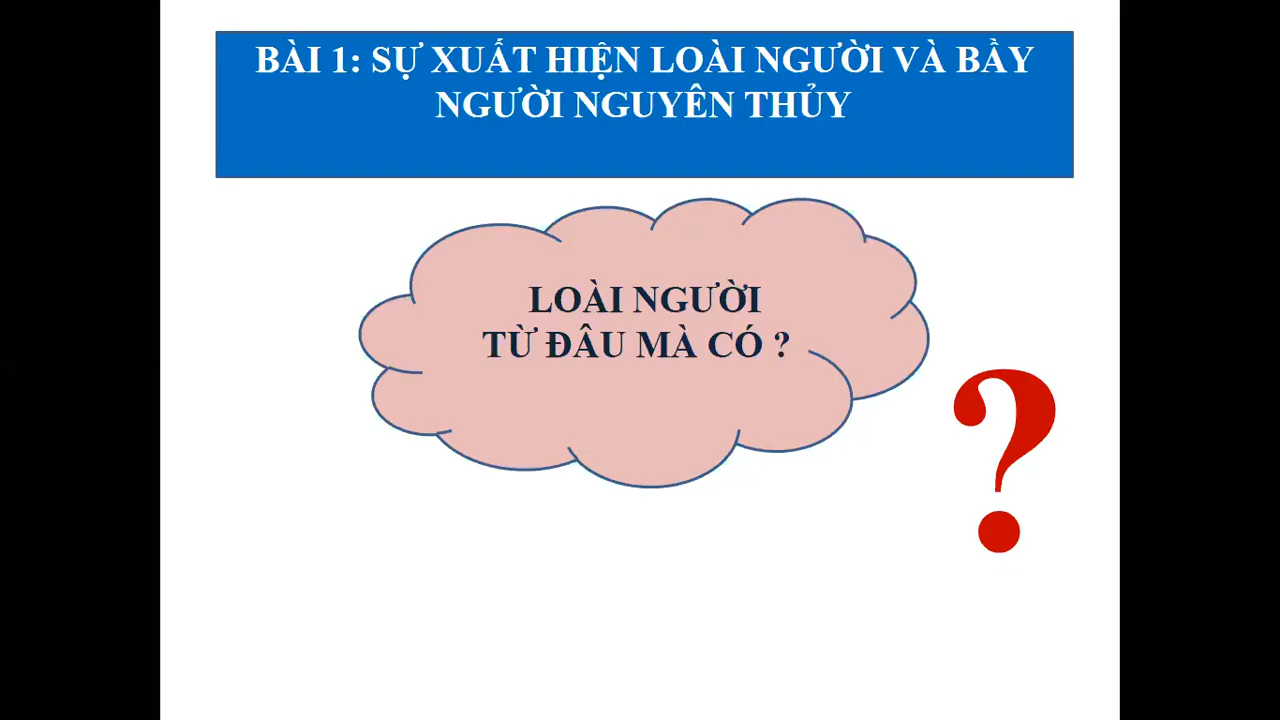 BÀI 1: SỰ XUẤT HIỆN LOÀI NGƯỜI VÀ BẦY
NGƯỜI NGUYÊN THỦY
LOÀI NGƯỜI
TỪ ĐÂU MÀ CÓ ?
?